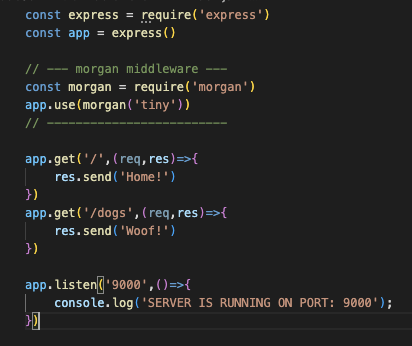 const express = require('express')
const app = express()
// --- morgan middleware ---
const morgan = require('morgan')
app.use(morgan('tiny'))
// -------------------------
app.get('/',(req,res)=>{
    res.send('Home!')
})
app.get('/dogs',(req,res)=>{
    res.send('Woof!')
})
app.listen('9000',()=>{
    console.log('SERVER IS RUNNING ON PORT: 9000');
})